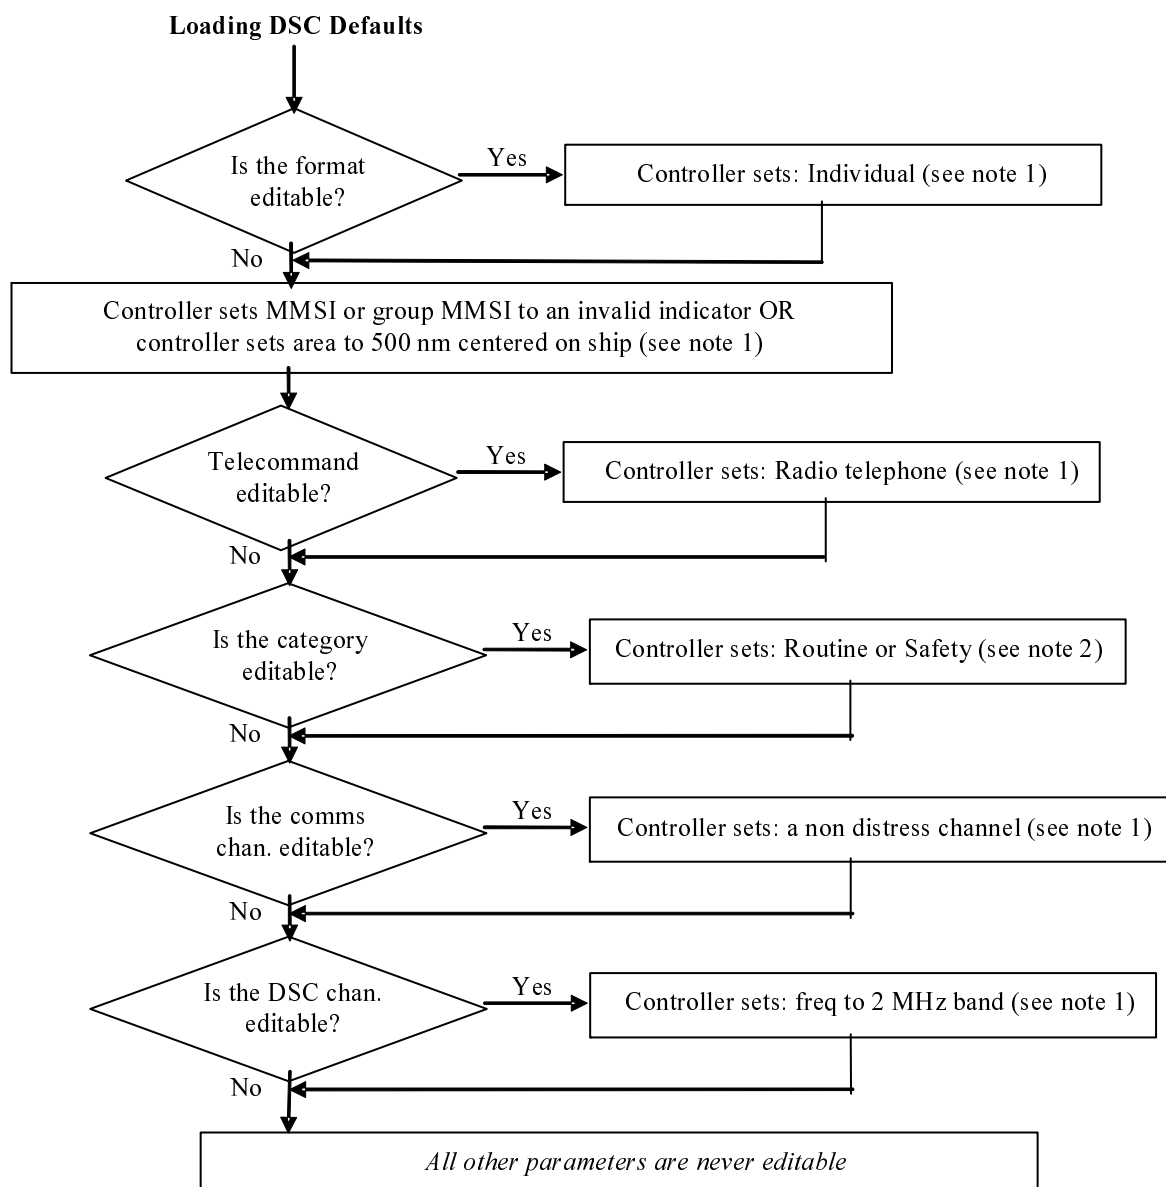 Loading DSC Defaults
Is the format
editable?
Yes
Controller sets: Individual (see note 1)
No
Controller sets MMSI or group MMSI to an invalid indicator OR
controller sets area to 500 nm centered on ship (see note 1)
Telecommand
editable?
Yes
Controller sets: Radio telephone (see note 1)
No
Is the category
editable?
Yes
Controller sets: Routine or Safety (see note 2)
No
Is the comms
chan. editable?
Yes
Controller sets: a non distress channel (see note 1)
No
Is the DSC chan.
editable?
Yes
Controller sets: freq to 2 MHz band (see note 1)
No
All other parameters are never editable